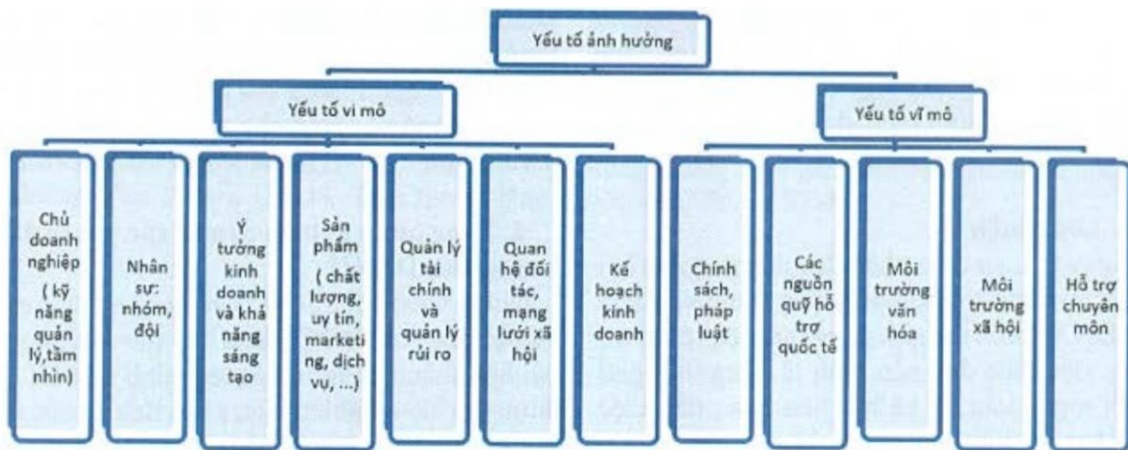 Yếu tố ảnh hưởng
Yếu tố vi mô
Yếu tố vĩ mô
Chủ
doanh
nghiệp
( kỹ
năng
quản
lý,tầm
nhìn)
Nhân
sự:
nhóm,
đội
Ý
tưởng
kinh
doanh
và khả
năng
sáng
tạo
Sản
phẩm
( chất
lượng,
uy tín,
marketi
ng, dịch
vụ, ...)
Quản lý
tài
chính
và
quản lý
rủi ro
Quan
hệ đối
tác,
mạng
lưới xã
hội
Kế
hoạch
kinh
doanh
Chính
sách,
pháp
luật
Các
nguồn
quỹ hỗ
trợ
quốc tế
Môi
trường
văn
hóa
Môi
trường
xã hội
Hỗ trợ
chuyên
môn